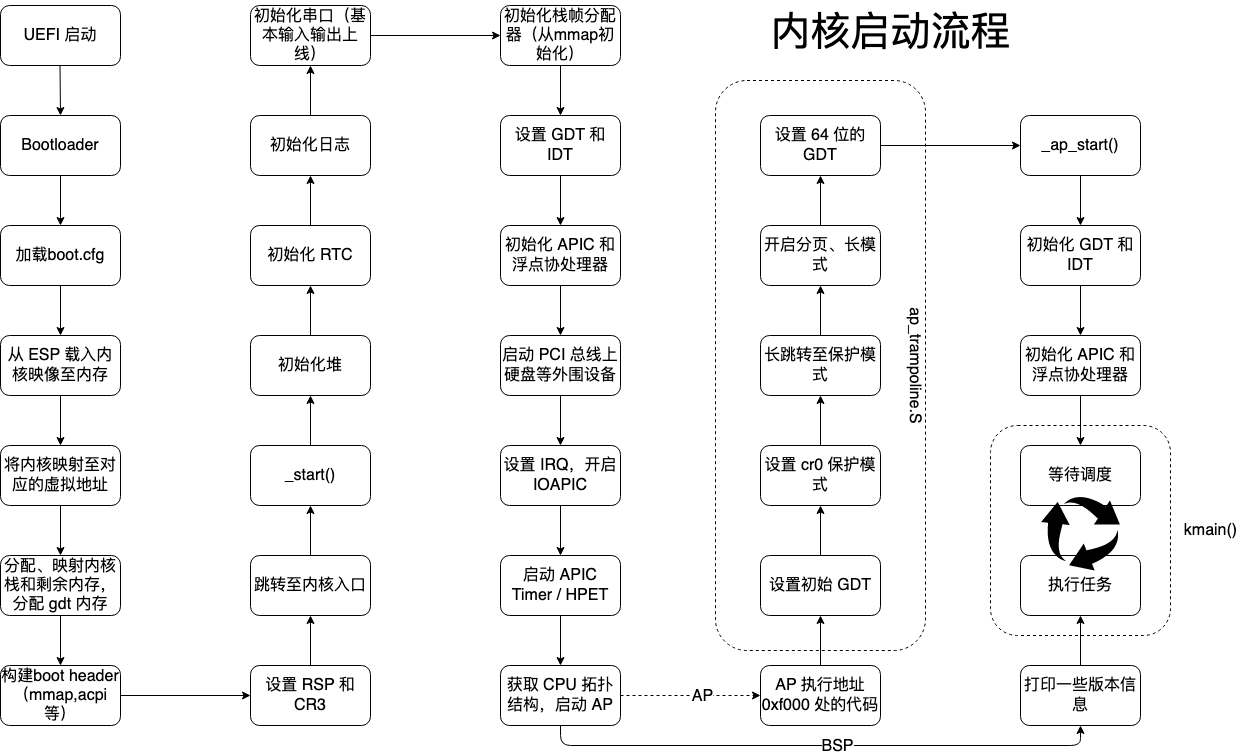 内核启动流程
UEFI 启动
Bootloader
加载boot.cfg
从 ESP 载入内
核映像至内存
将内核映射至对
应的虚拟地址
分配、映射内核
栈和剩余内存，
分配 gdt 内存
构建boot header
（mmap,acpi
等）
设置 RSP 和
CR3
跳转至内核入口
_start()
初始化堆
初始化 RTC
初始化日志
初始化串口（基
本输入输出上
线）
初始化栈帧分配
器（从mmap初
始化）
设置 GDT 和
IDT
初始化 APIC 和
浮点协处理器
启动 PCI 总线上
硬盘等外围设备
设置 IRQ，开启
IOAPIC
启动 APIC
Timer / HPET
获取 CPU 拓扑
结构，启动 AP
AP
AP 执行地址
0xf000 处的代码
设置初始 GDT
设置 cr0 保护模
式
长跳转至保护模
式
开启分页、长模
式
设置 64 位的
GDT
ap_trampoline.S
_ap_start()
初始化 GDT 和
IDT
初始化 APIC 和
浮点协处理器
等待调度
执行任务
kmain()
打印一些版本信
息
BSP